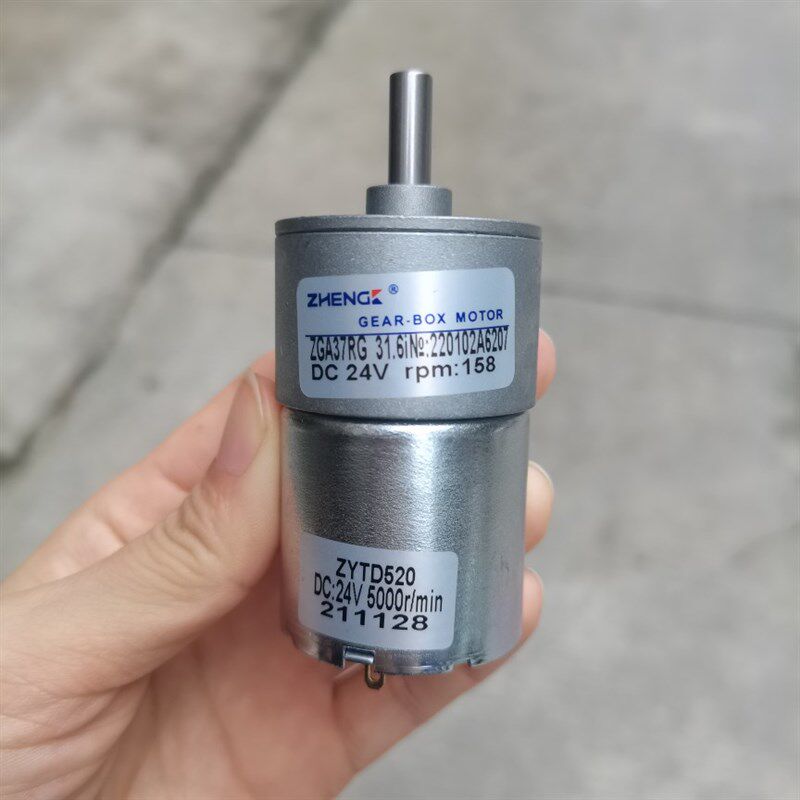 ZHENGK ®
GEAR-BOX MOTOR
ZGA37RG 31.6i№:220102A6207
DC 24V rpm:158
ZYTD520
DC:24V 5000r/min
211128